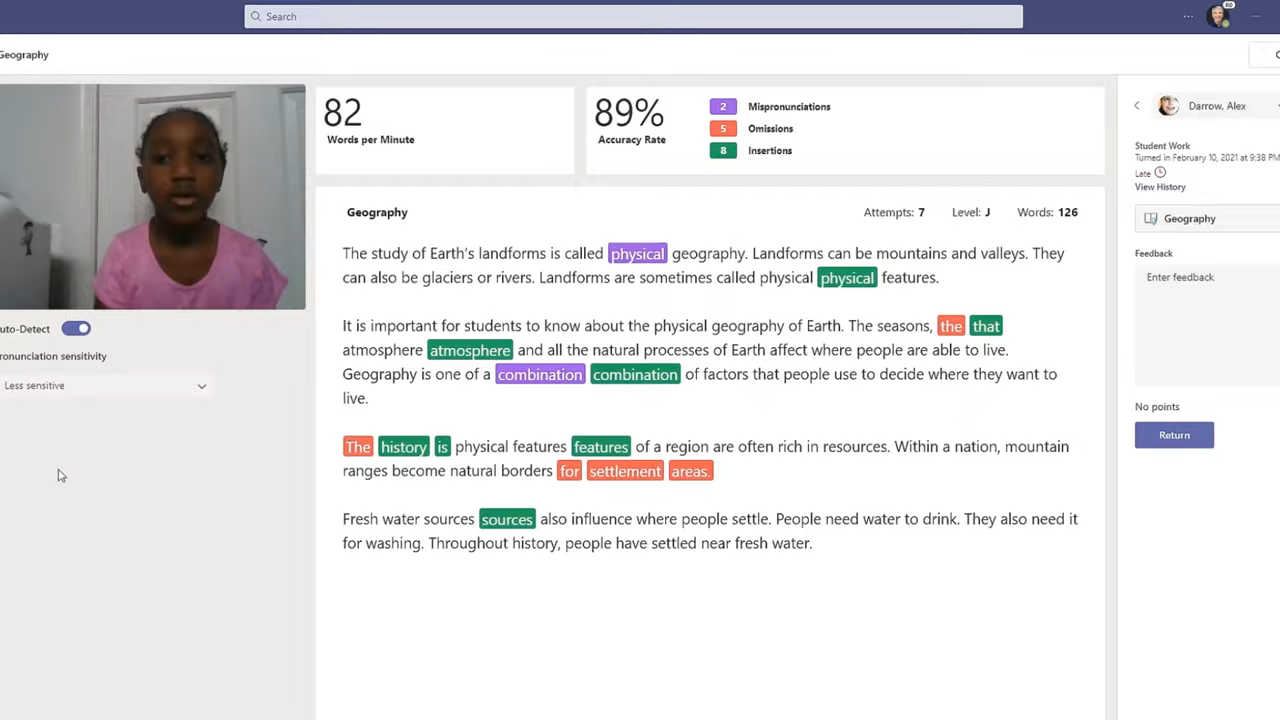 Search
RD
Geography
82
Words per Minute
89%
Accuracy Rate
2 Mispronunciations
5 Omissions
8 Insertions
Darrow, Alex
Student Work
Turned in February 10, 2021 at 9:38 PM
Late
View History
Geography
Feedback
Enter feedback
No points
Return
uto-Detect
ronunciation sensitivity
Less sensitive
Geography Attempts: 7 Level: J Words: 126
The study of Earth's landforms is called physical geography. Landforms can be mountains and valleys. They
can also be glaciers or rivers. Landforms are sometimes called physical physical features.
It is important for students to know about the physical geography of Earth. The seasons, the that
atmosphere atmosphere and all the natural processes of Earth affect where people are able to live.
Geography is one of a combination combination of factors that people use to decide where they want to
live.
The history is physical features features of a region are often rich in resources. Within a nation, mountain
ranges become natural borders for settlement areas.
Fresh water sources sources also influence where people settle. People need water to drink. They also need it
for washing. Throughout history, people have settled near fresh water.